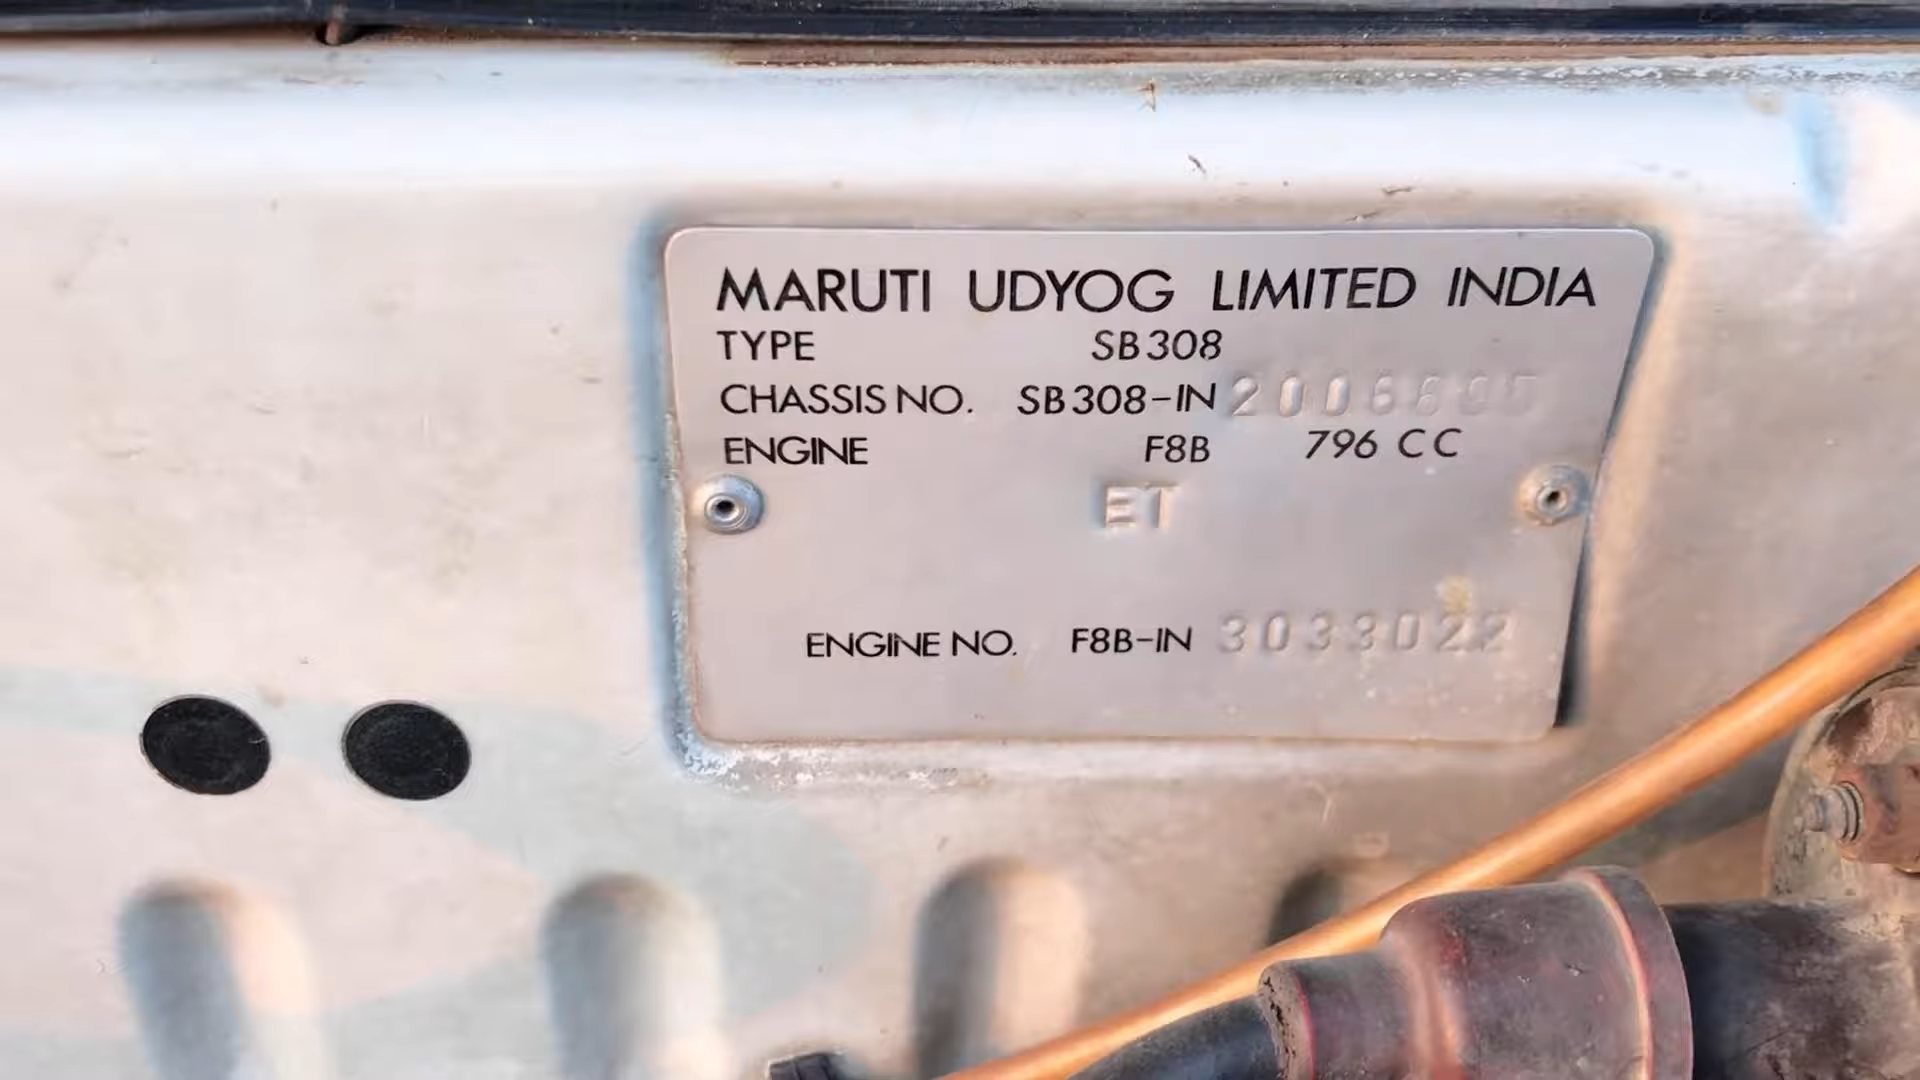 MARUTI UDYOG LIMITED INDIA
TYPE SB308
CHASSIS NO. SB308-IN
ENGINE F8B 796 CC
ET
ENGINE NO. F8B-IN 3033022